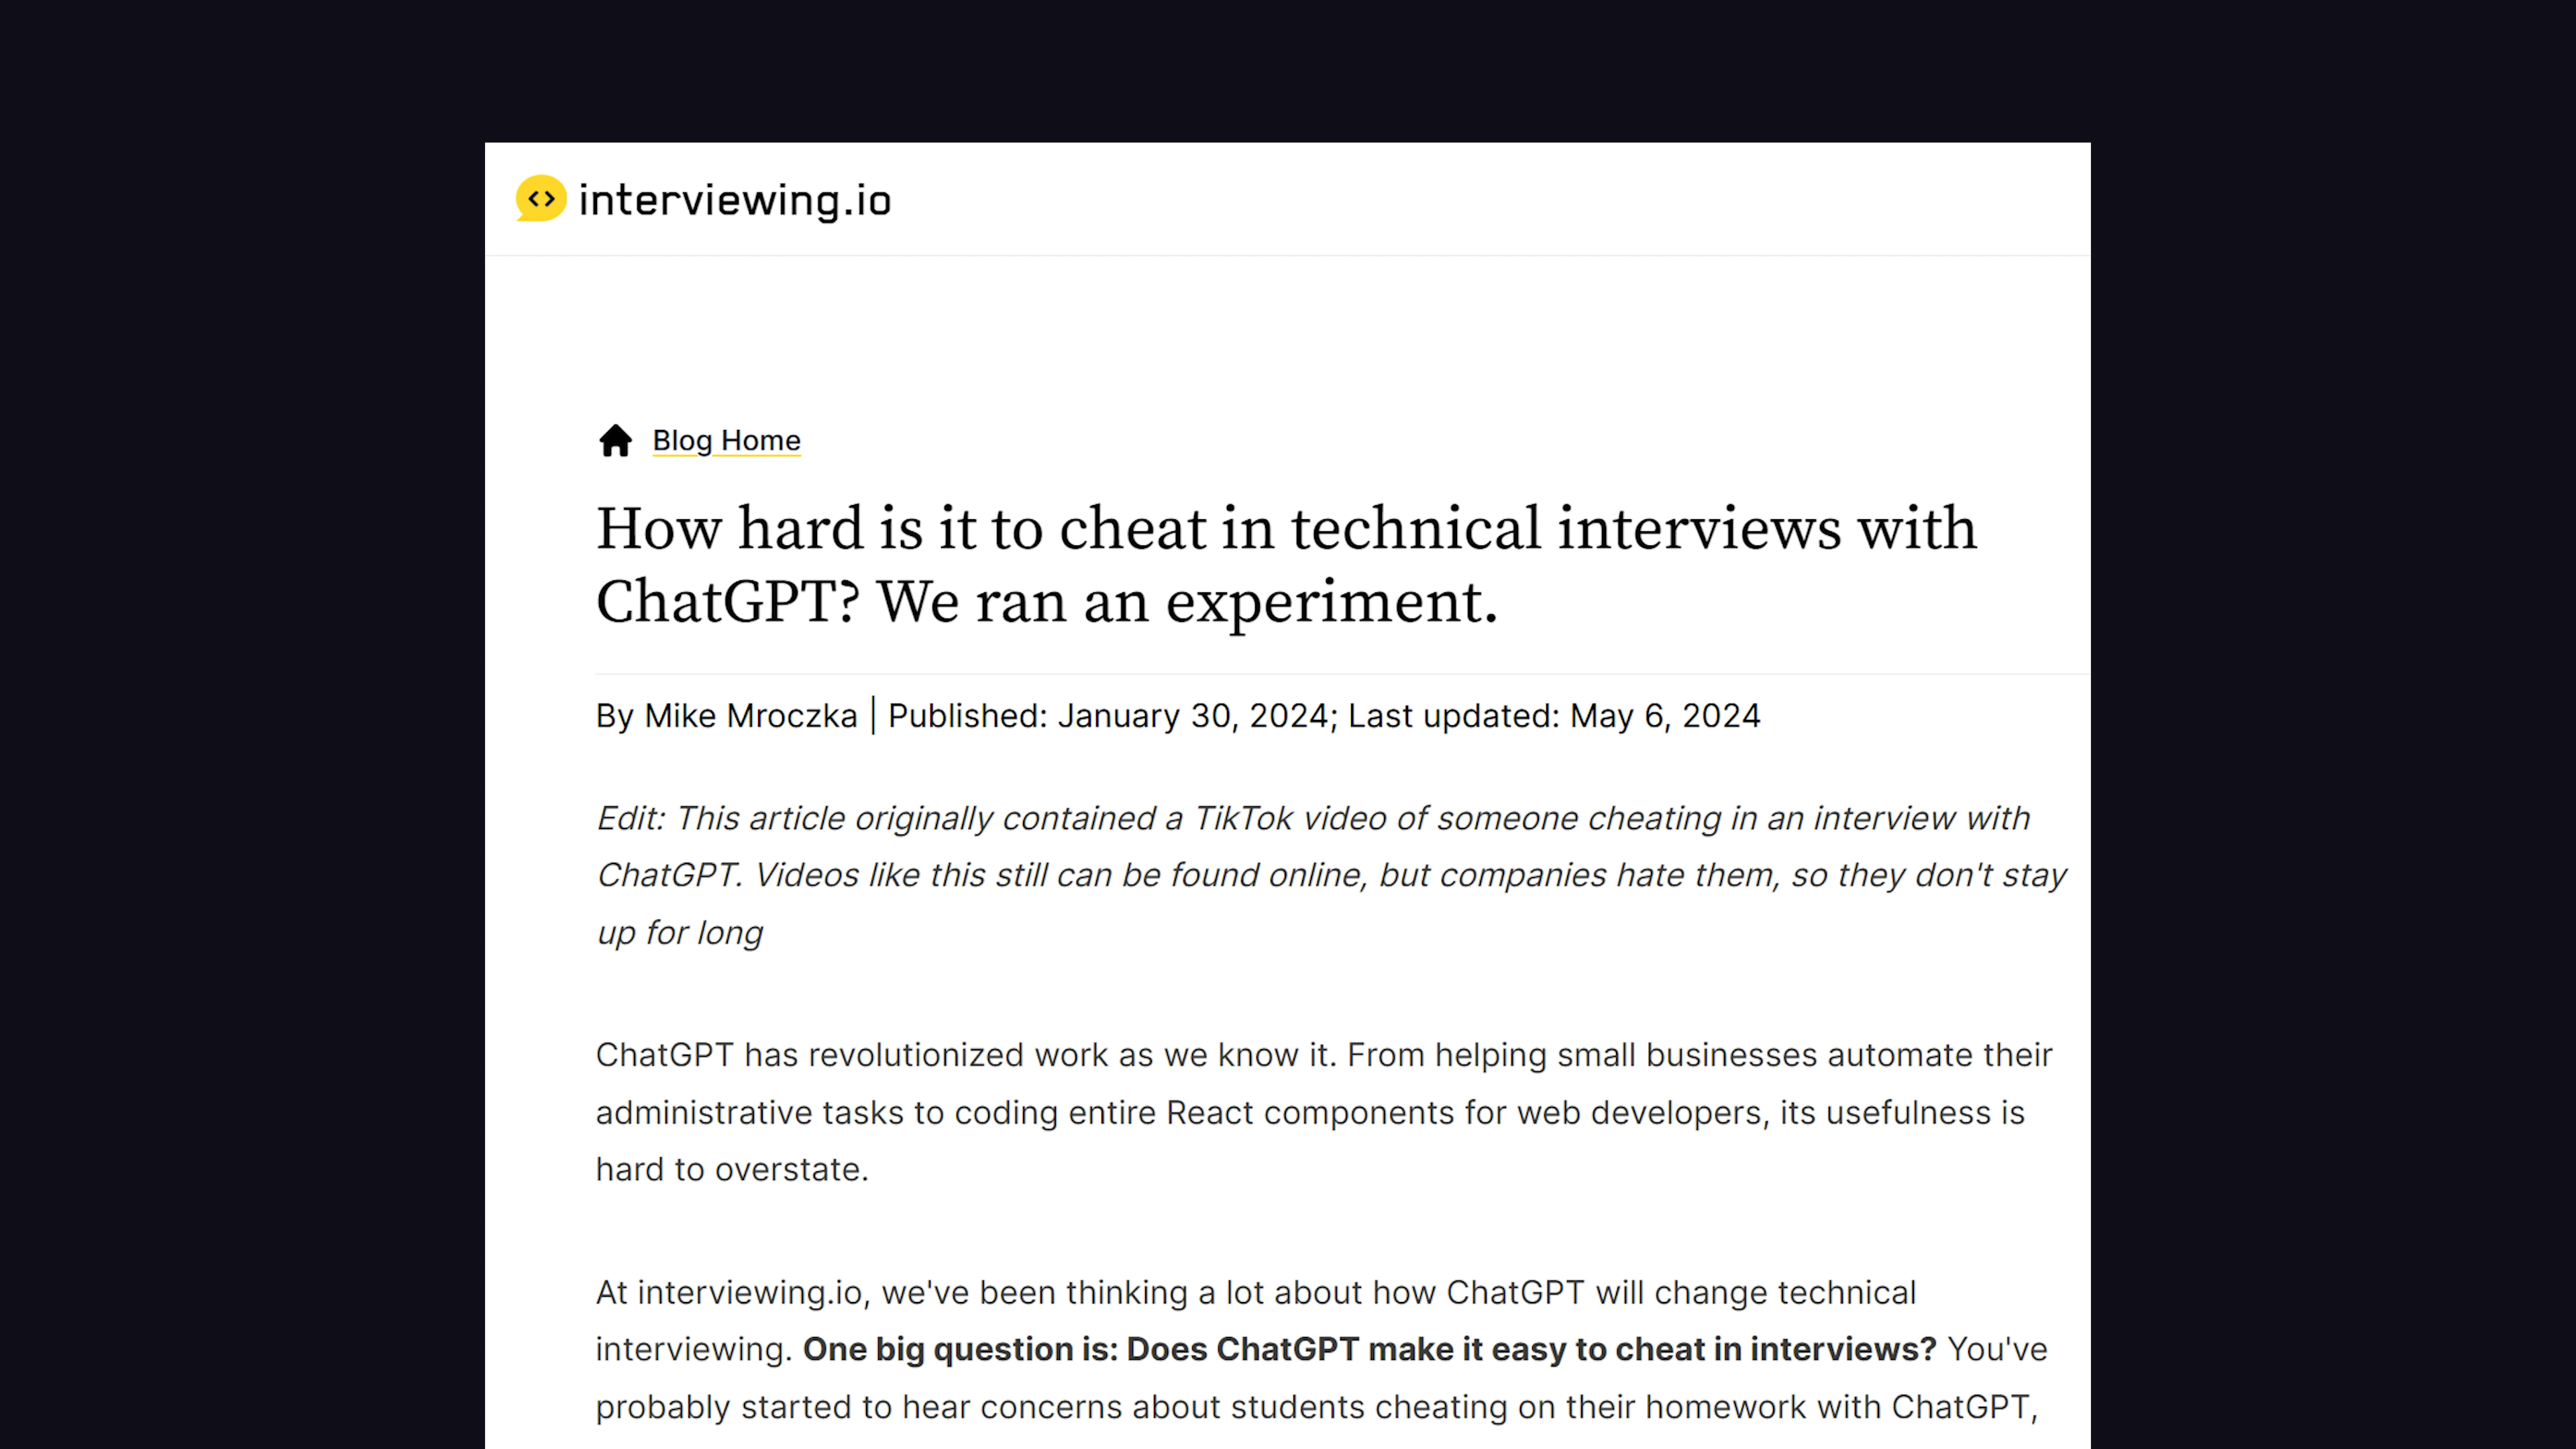 <> interviewing.io
Blog Home
How hard is it to cheat in technical interviews with
ChatGPT? We ran an experiment.
By Mike Mroczka | Published: January 30, 2024; Last updated: May 6, 2024
Edit: This article originally contained a TikTok video of someone cheating in an interview with
ChatGPT. Videos like this still can be found online, but companies hate them, so they don't stay
up for long
ChatGPT has revolutionized work as we know it. From helping small businesses automate their
administrative tasks to coding entire React components for web developers, its usefulness is
hard to overstate.
At interviewing.io, we've been thinking a lot about how ChatGPT will change technical
interviewing. One big question is: Does ChatGPT make it easy to cheat in interviews? You've
probably started to hear concerns about students cheating on their homework with ChatGPT,